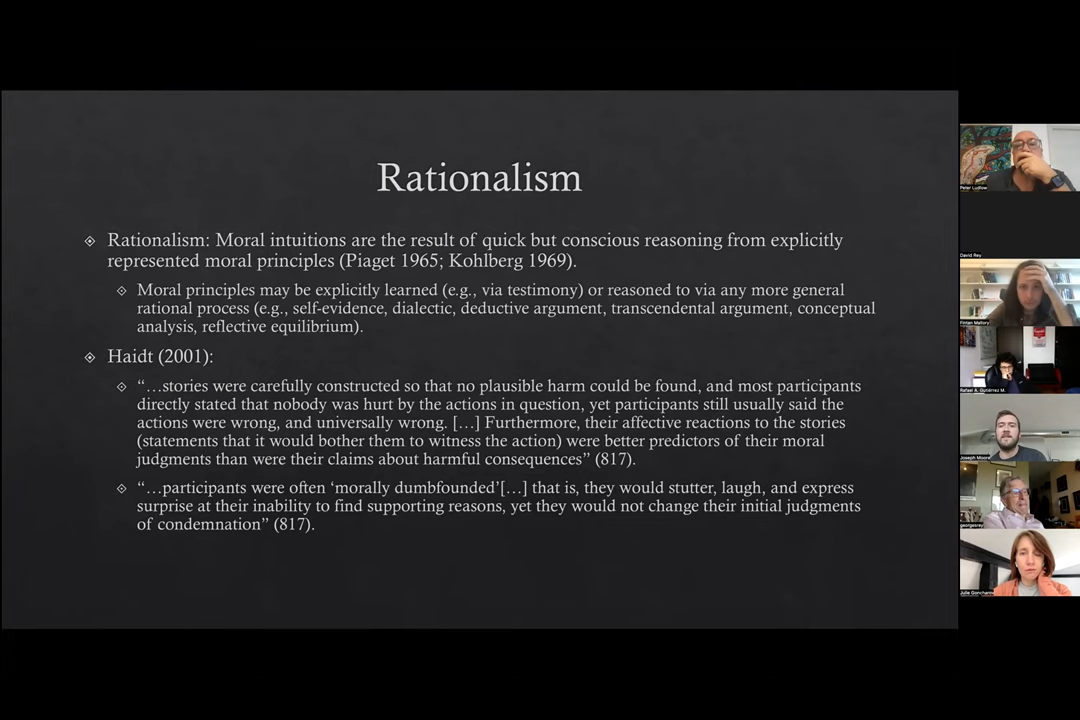 Rationalism
Rationalism: Moral intuitions are the result of quick but conscious reasoning from explicitly
represented moral principles (Piaget 1965; Kohlberg 1969).
Moral principles may be explicitly learned (e.g., via testimony) or reasoned to via any more general
rational process (e.g., self-evidence, dialectic, deductive argument, transcendental argument, conceptual
analysis, reflective equilibrium).
Haidt (2001):
“…stories were carefully constructed so that no plausible harm could be found, and most participants
directly stated that nobody was hurt by the actions in question, yet participants still usually said the
actions were wrong, and universally wrong. […] Furthermore, their affective reactions to the stories
(statements that it would bother them to witness the action) were better predictors of their moral
judgments than were their claims about harmful consequences” (817).
“…participants were often ‘morally dumbfounded’[…] that is, they would stutter, laugh, and express
surprise at their inability to find supporting reasons, yet they would not change their initial judgments
of condemnation” (817).
Peter Ludlow
David Rey
Fintan Mallory
Rafael A. Gutiérrez M.
Joseph Moore
georgesrey
Julie Goncharov